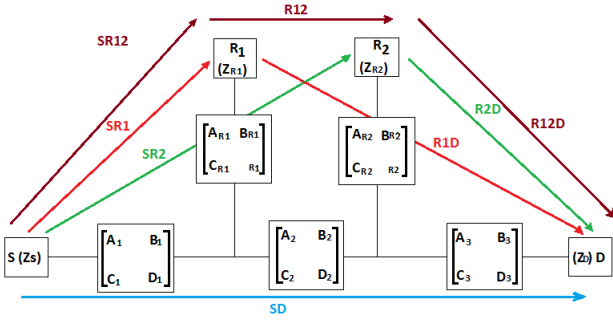 R12
SR12
R1
(ZR1)
R2
(ZR2)
SR1
SR2
AR1 BR1
CR1 R1
AR2 BR2
CR2 R2
R1D
R2D
R12D
S (Zs)
A1 B1
C1 D1
A2 B2
C2 D2
A3 B3
C3 D3
(ZD) D
SD